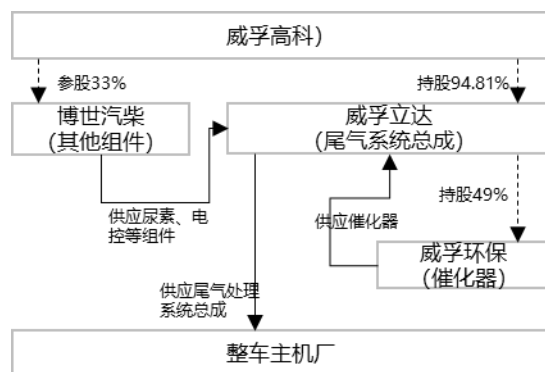 威孚高科）
参股33%
持股94.81%
博世汽柴
(其他组件)
威孚立达
(尾气系统总成)
供应尿素、电
控等组件
供应催化器
持股49%
威孚环保
(催化器)
供应尾气处理
系统总成
整车主机厂